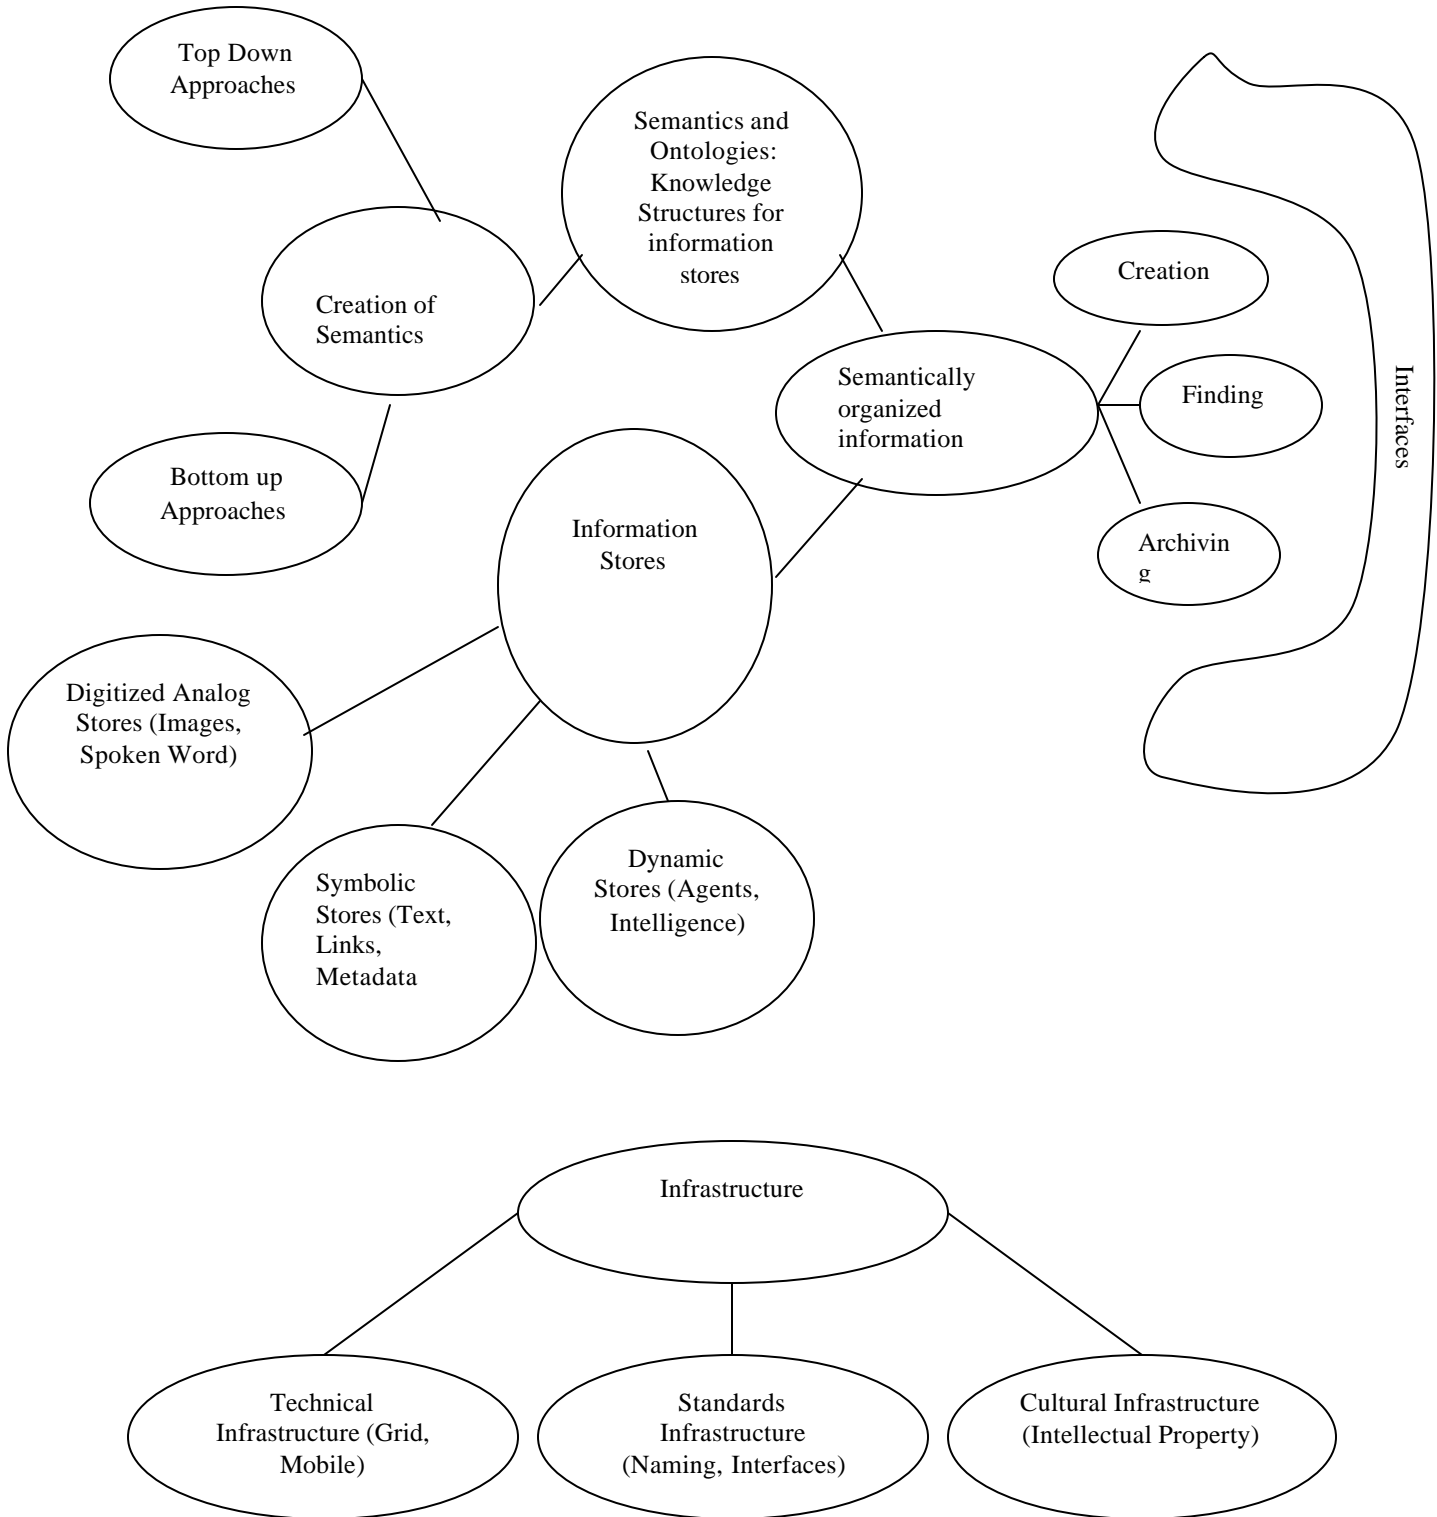 Top Down
Approaches
Semantics and
Ontologies:
Knowledge
Structures for
information
stores
Creation of
Semantics
Creation
Semantically
organized
information
Finding
Interfaces
Bottom up
Approaches
Information
Stores
Archivin
g
Digitized Analog
Stores (Images,
Spoken Word)
Symbolic
Stores (Text,
Links,
Metadata
Dynamic
Stores (Agents,
Intelligence)
Infrastructure
Technical
Infrastructure (Grid,
Mobile)
Standards
Infrastructure
(Naming, Interfaces)
Cultural Infrastructure
(Intellectual Property)